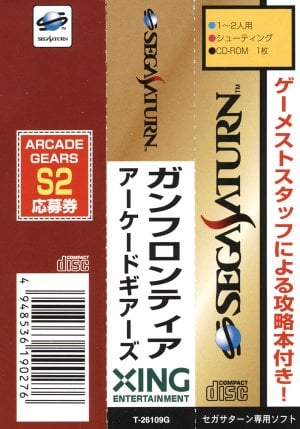 SEGA SATURN
ARCADE
GEARS
S2
応募券
COMPACT
disc
4 948536 190276
SEGA SATURN
ガンフロンティア
アーケードギアーズ
XING
ENTERTAINMENT
T-26109G
●1〜2人用
●シューティング
●CD-ROM 1枚
SEGA SATURN
ゲーメストスタッフによる攻略本付き！
COMPACT
disc
セガサターン専用ソフト